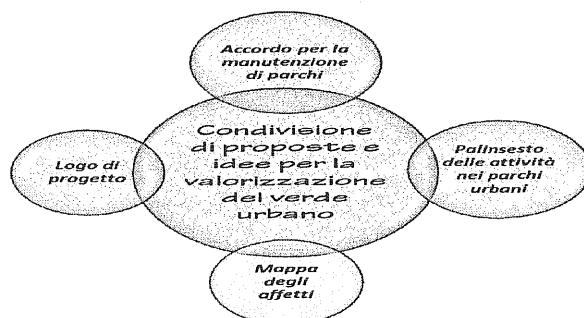 Accordo per la
manutenzione
di parchi
Condivisione
di proposte e
idee per la
valorizzazione
del verde
urbano
Logo di
progetto
Palinsesto
delle attività
nei parchi
urbani
Mappa
degli
affetti